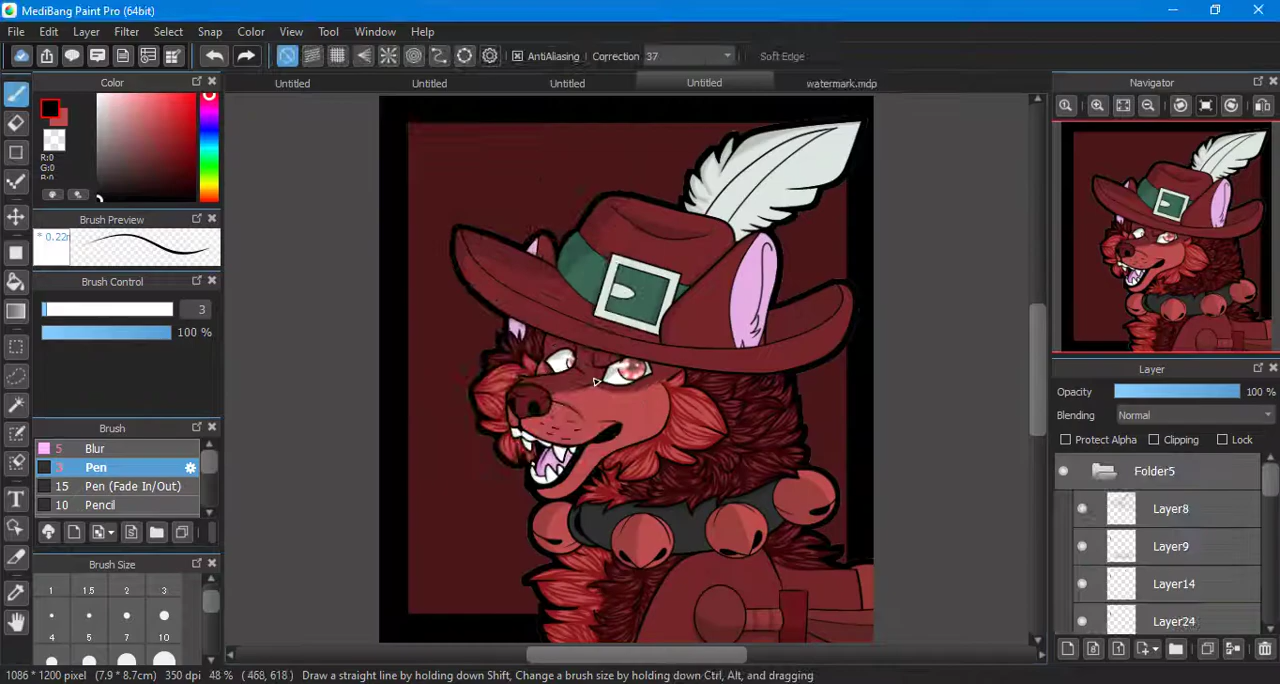 MediBang Paint Pro (64bit)
File Edit Layer Filter Select Snap Color View Tool Window Help
AntiAliasing Correction 37 Soft Edge
Color
Untitled Untitled Untitled Untitled watermark.mdp
Navigator
R:0
G:0
B:0
Brush Preview
* 0.22
Brush Control
3
100 %
Layer
Opacity 100 %
Blending Normal
Protect Alpha Clipping Lock
Brush
5 Blur
3 Pen
15 Pen (Fade In/Out)
10 Pencil
Folder5
Layer8
Layer9
Layer14
Layer24
Brush Size
1 1.5 2 3
4 5 7 10
1086 * 1200 pixel (7.9 * 8.7cm) 350 dpi 48 % ( 468, 618 ) Draw a straight line by holding down Shift, Change a brush size by holding down Ctrl, Alt, and dragging